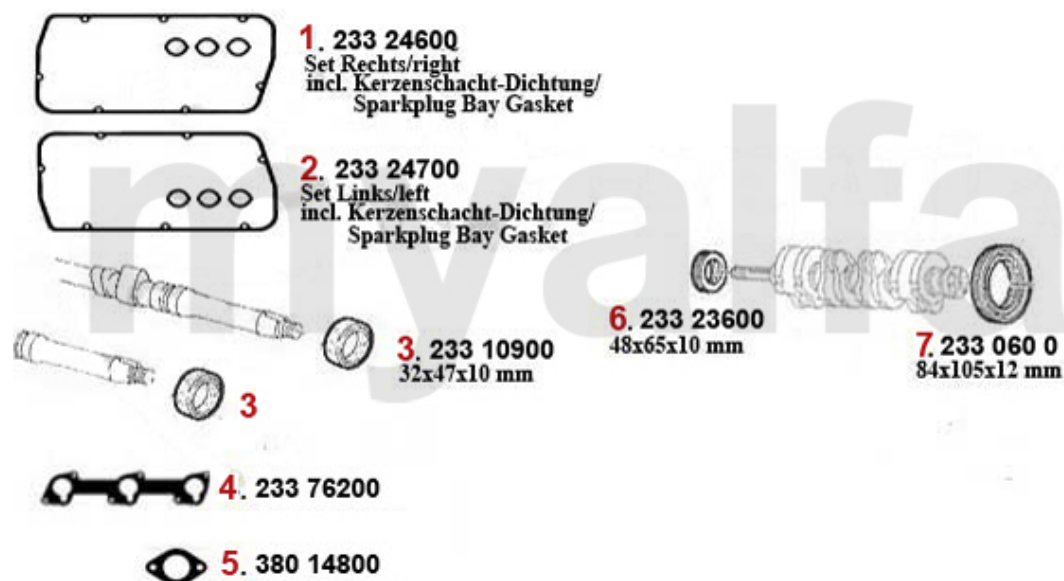 1. 233 24600
Set Rechts/right
incl. Kerzenschacht-Dichtung/
Sparkplug Bay Gasket
2. 233 24700
Set Links/left
incl. Kerzenschacht-Dichtung/
Sparkplug Bay Gasket
myalfa
3. 233 10900
32x47x10 mm
3
6. 233 23600
48x65x10 mm
7. 233 060 0
84x105x12 mm
4. 233 76200
5. 380 14800